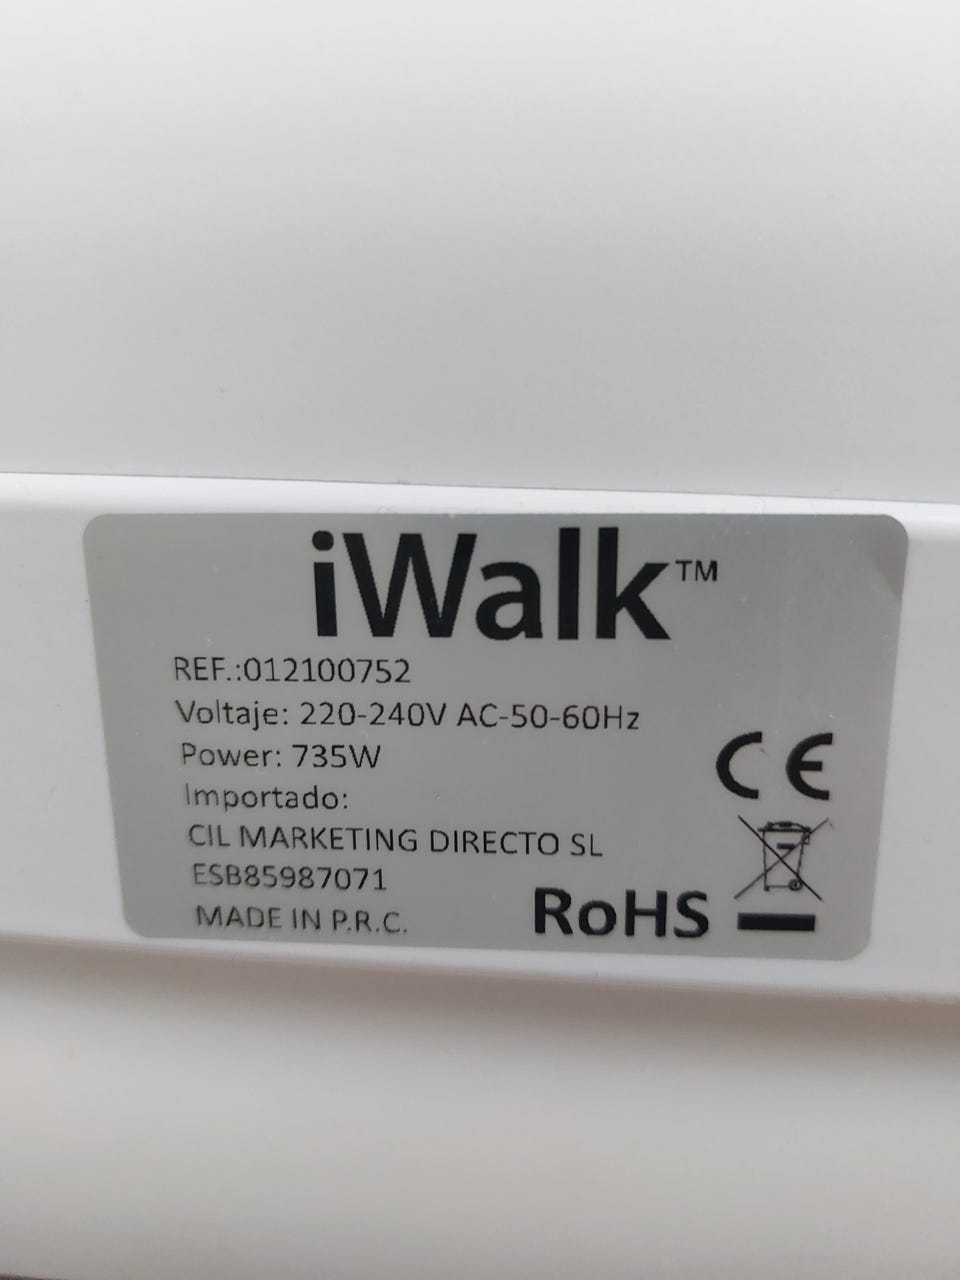 iWalk™
REF.:012100752
Voltaje: 220-240V AC-50-60Hz
Power: 735W
Importado:
CIL MARKETING DIRECTO SL
ESB85987071
MADE IN P.R.C.
CE
RoHS